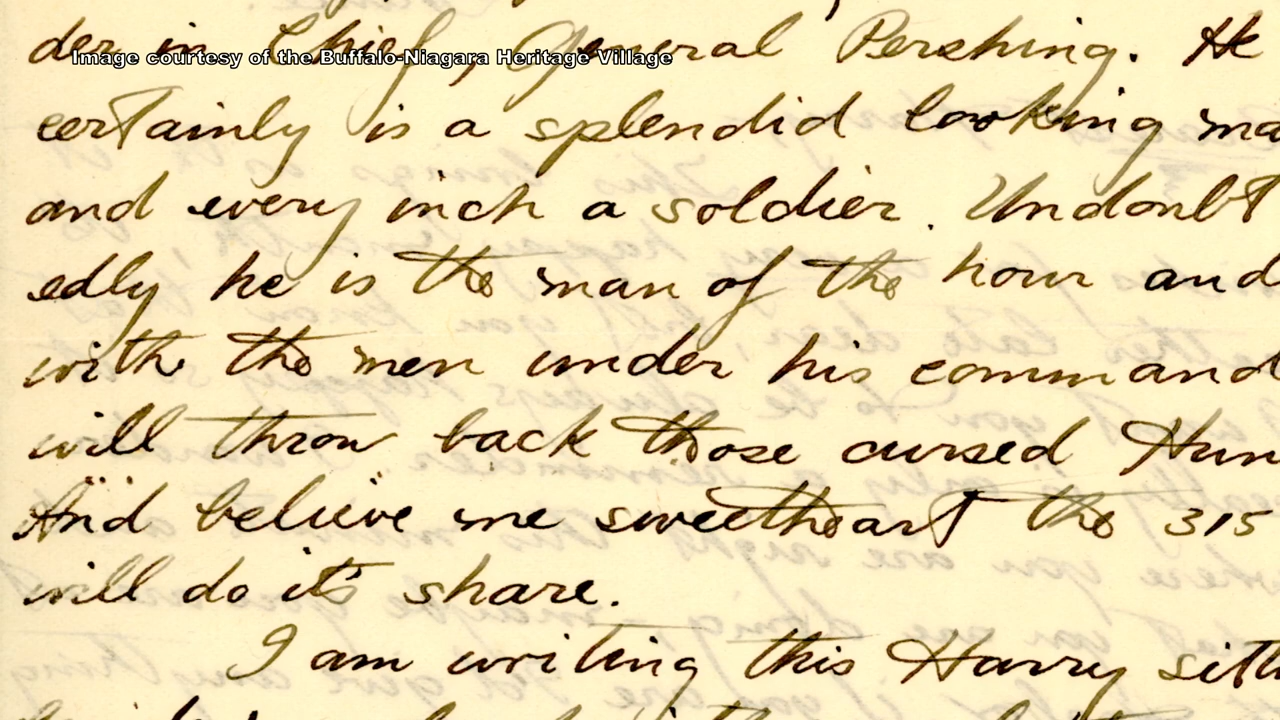 der in Chief, General Pershing. He
Image courtesy of the Buffalo-Niagara Heritage Village
certainly is a splendid looking ma
and every inch a soldier. Undoubt
edly he is the man of the hour and
with the men under his command
will throw back those cursed Hun
And believe me sweetheart the 315
will do it's share.
I am writing this Harry sitt